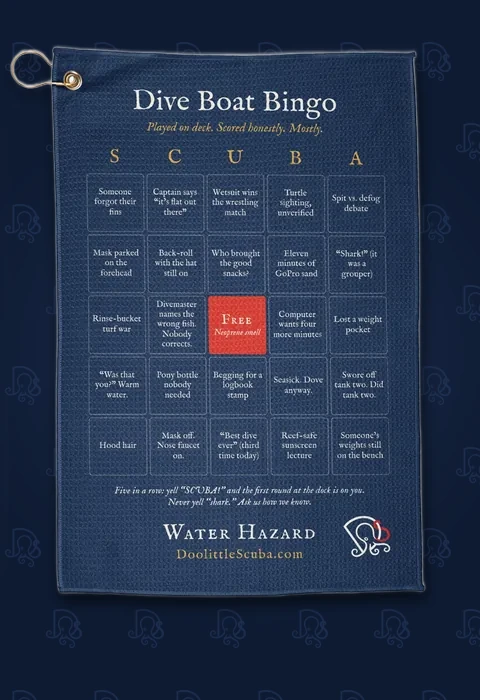 Dive Boat Bingo
Played on deck. Scored honestly. Mostly.
S C U B A
Someone
forgot their
fins
Captain says
"it's flat out
there"
Wetsuit wins
the wrestling
match
Turtle
sighting,
unverified
Spit vs. defog
debate
Mask parked
on the
forehead
Back-roll
with the hat
still on
Who brought
the good
snacks?
Eleven
minutes of
GoPro sand
"Shark!" (it
was a
grouper)
Rinse-bucket
turf war
Divemaster
names the
wrong fish.
Nobody
corrects.
FREE
Neoprene smell
Computer
wants four
more minutes
Lost a weight
pocket
"Was that
you?" Warm
water.
Pony bottle
nobody
needed
Begging for a
logbook
stamp
Seasick. Dove
anyway.
Swore off
tank two. Did
tank two.
Hood hair
Mask off.
Nose faucet
on.
"Best dive
ever" (third
time today)
Reef-safe
sunscreen
lecture
Someone's
weights still
on the bench
Five in a row: yell "SCUBA!" and the first round at the dock is on you.
Never yell "shark." Ask us how we know.
WATER HAZARD
DoolittleScuba.com